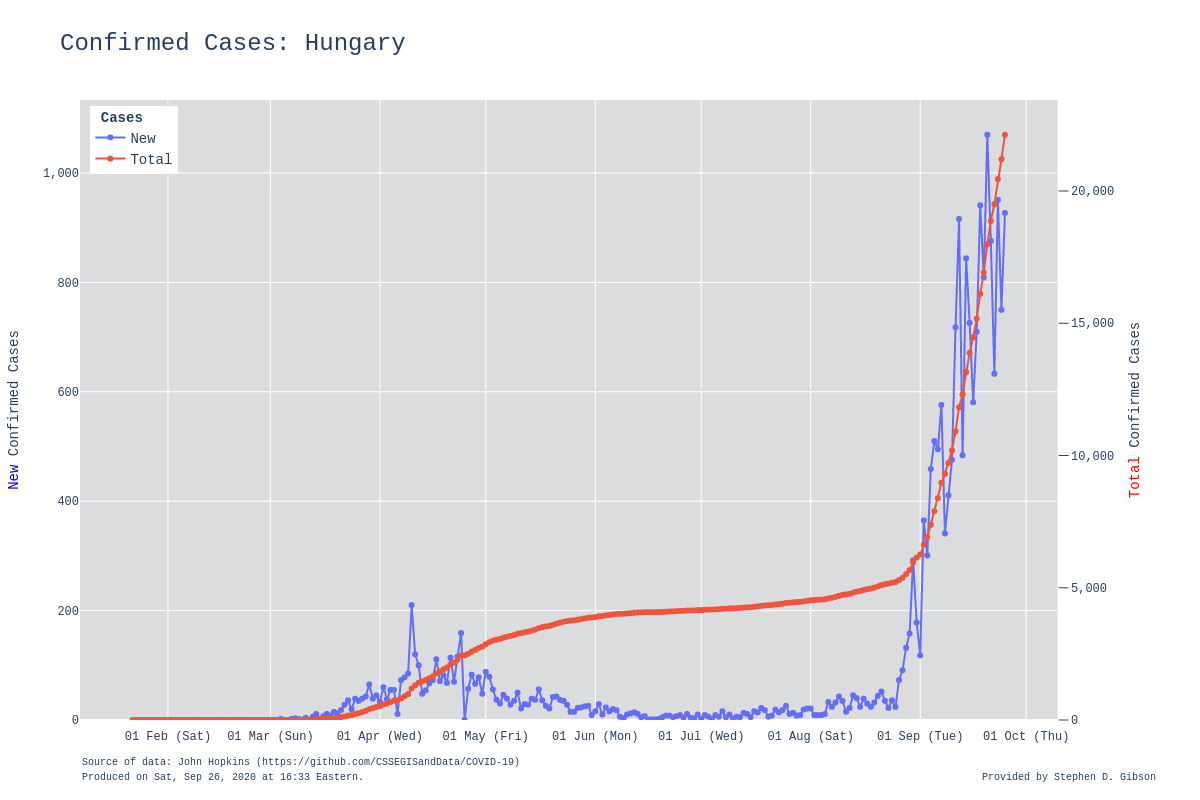 Confirmed Cases: Hungary
Cases
New
Total
1,000
800
600
400
200
0
New Confirmed Cases
20,000
15,000
10,000
5,000
0
Total Confirmed Cases
01 Feb (Sat) 01 Mar (Sun) 01 Apr (Wed) 01 May (Fri) 01 Jun (Mon) 01 Jul (Wed) 01 Aug (Sat) 01 Sep (Tue) 01 Oct (Thu)
Source of data: John Hopkins (https://github.com/CSSEGISandData/COVID-19)
Produced on Sat, Sep 26, 2020 at 16:33 Eastern.
Provided by Stephen D. Gibson